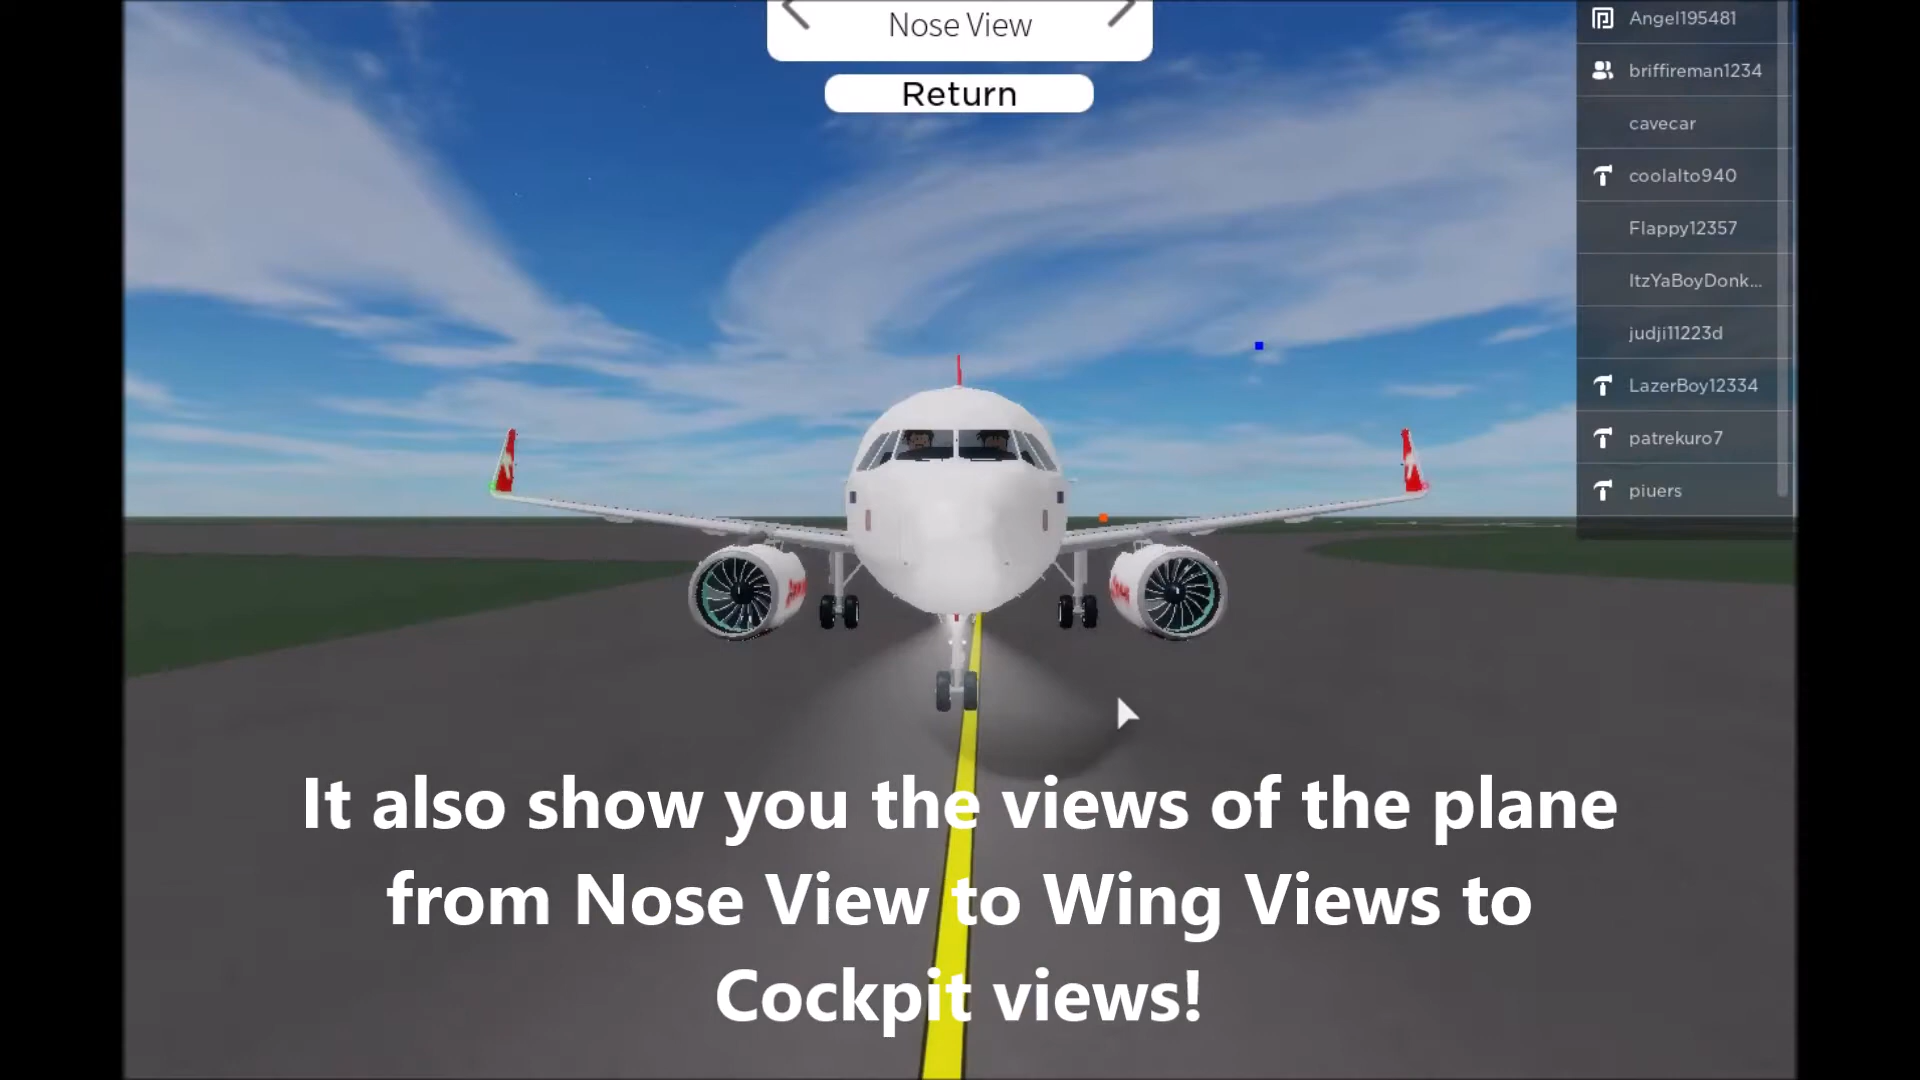 Nose View
Return
Angel195481
briffireman1234
cavecar
coolalto940
Flappy12357
ItzYaBoyDonk...
judji11223d
LazerBoy12334
patrekuro7
piuers
It also show you the views of the plane
from Nose View to Wing Views to
Cockpit views!